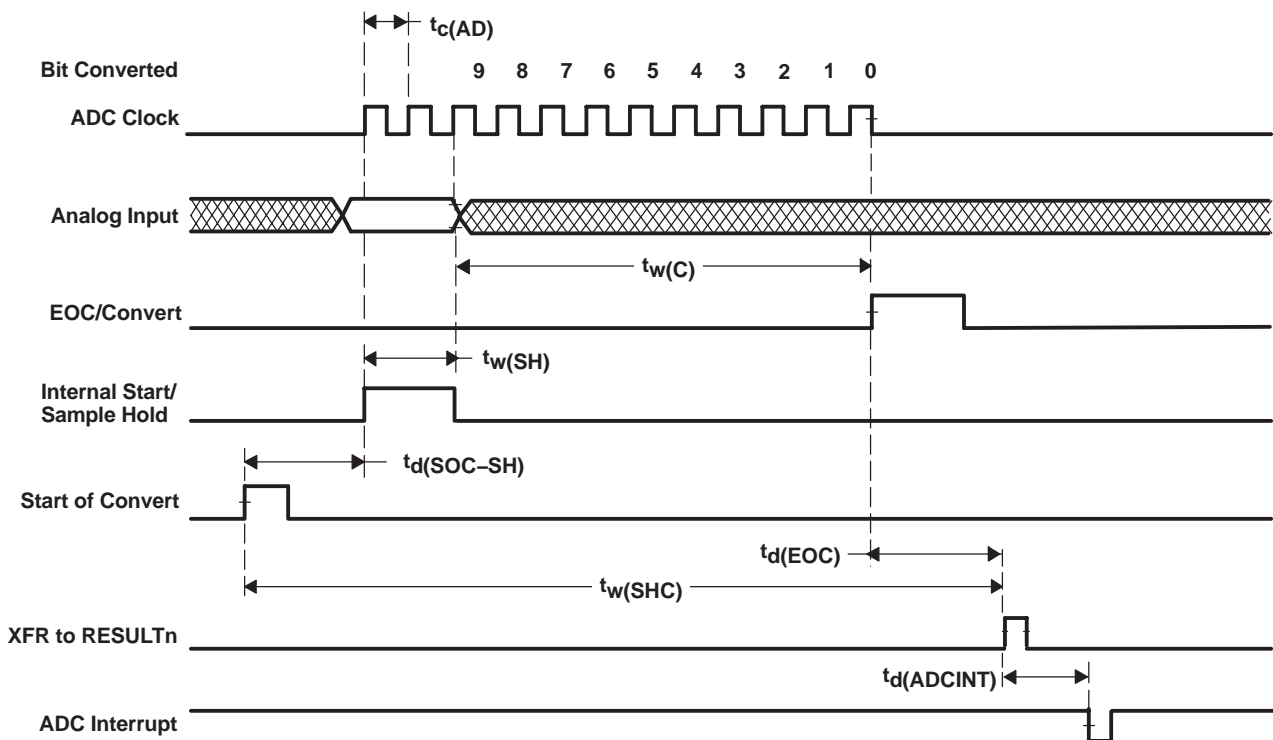 tc(AD)
Bit Converted
9 8 7 6 5 4 3 2 1 0
ADC Clock
Analog Input
tw(C)
EOC/Convert
tw(SH)
Internal Start/
Sample Hold
td(SOC–SH)
Start of Convert
td(EOC)
tw(SHC)
XFR to RESULTn
td(ADCINT)
ADC Interrupt